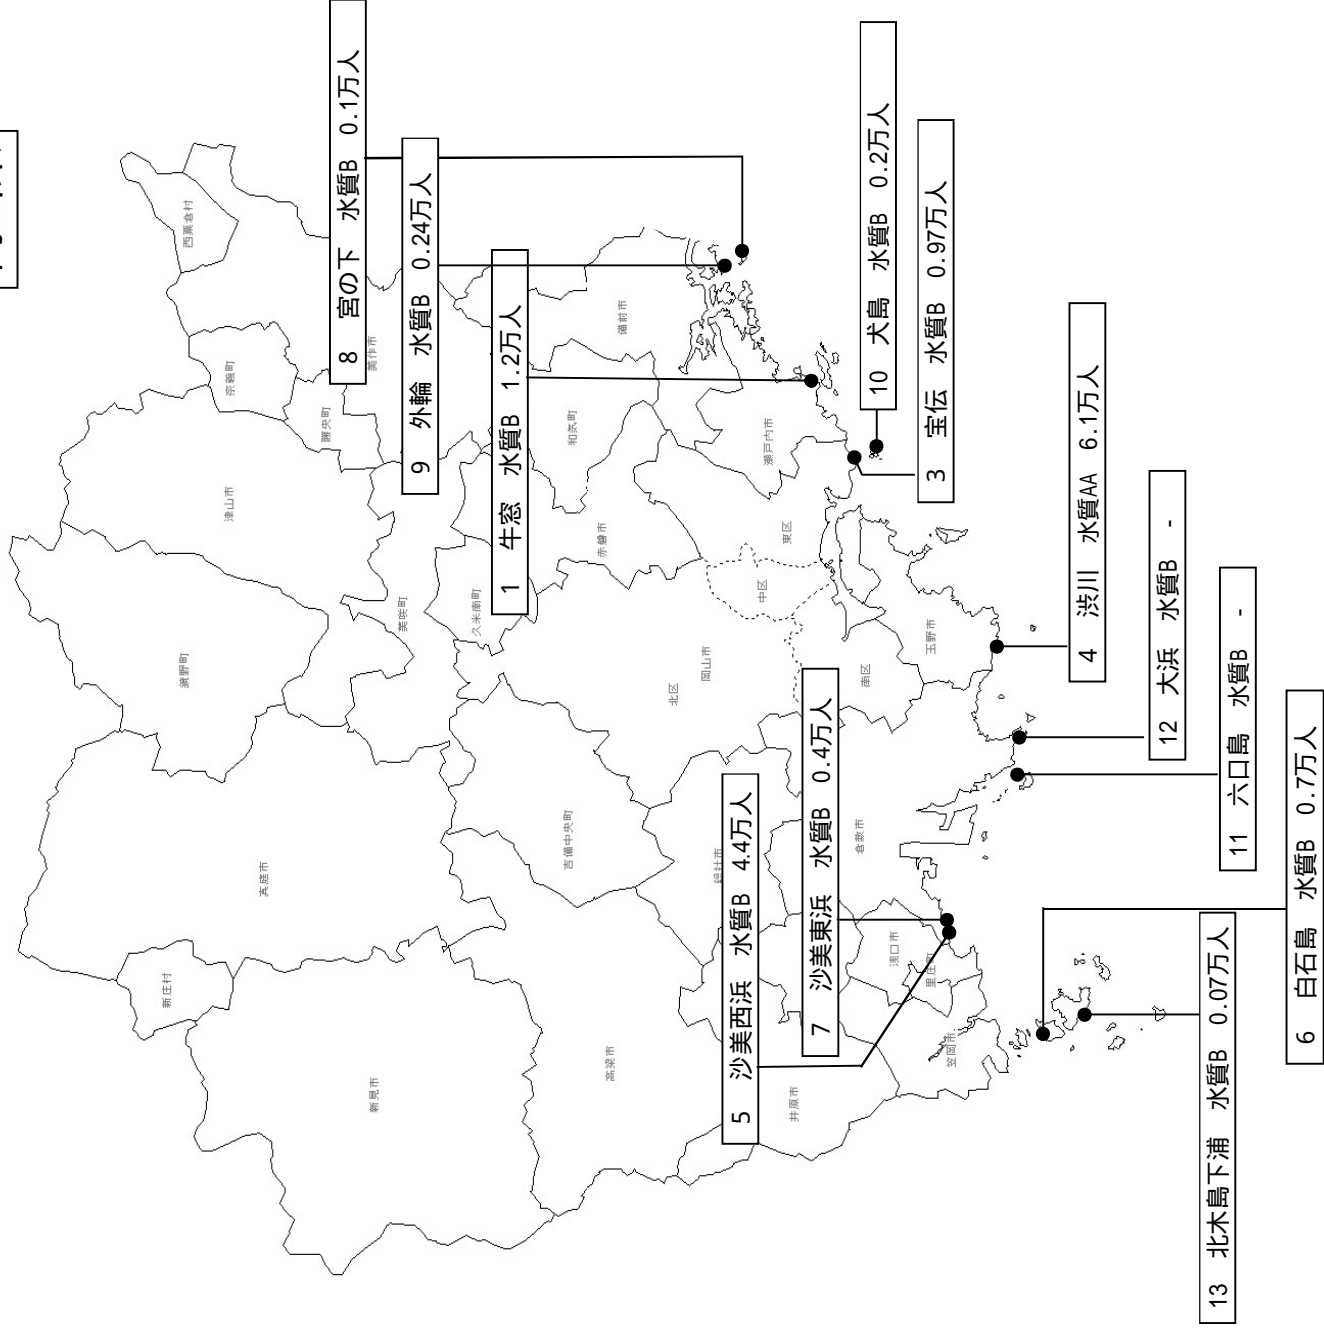 8　宮の下　水質B　0.1万人
9　外輪　水質B　0.24万人
1　牛窓　水質B　1.2万人
10　犬島　水質B　0.2万人
3　宝伝　水質B　0.97万人
4　渋川　水質AA　6.1万人
12　大浜　水質B　-
11　六口島　水質B　-
6　白石島　水質B　0.7万人
13　北木島下浦　水質B　0.07万人
7　沙美東浜　水質B　0.4万人
5　沙美西浜　水質B　4.4万人
西粟倉村
奈義町
美作市
勝央町
津山市
鏡野町
美咲町
久米南町
和気町
備前市
瀬戸内市
赤磐市
東区
中区
岡山市
北区
南区
玉野市
真庭市
新庄村
吉備中央町
総社市
倉敷市
浅口市
里庄町
笠岡市
井原市
高梁市
新見市